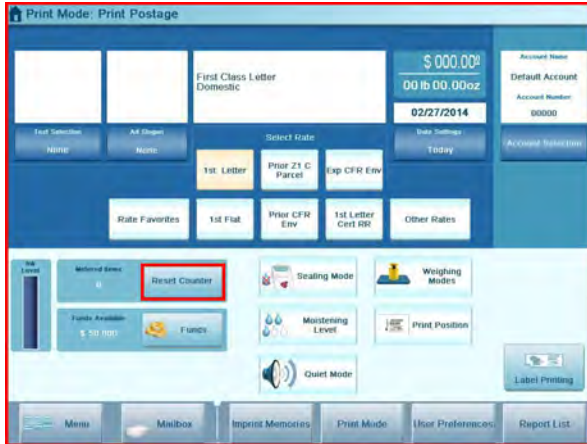 Print Mode: Print Postage
First Class Letter
Domestic
$ 000.00⁰
00 lb 00.00oz
02/27/2014
Account Name
Default Account
Account Number
00000
Text Selection
None
Ad Slogan
None
Select Rate
Date Settings
Today
Account Selection
1st Letter
Prior Z1 C
Parcel
Exp CFR Env
Rate Favorites
1st Flat
Prior CFR
Env
1st Letter
Cert RR
Other Rates
Ink
Level
Metered Items
0
Reset Counter
Funds Available
Funds
Sealing Mode
Weighing
Modes
Moistening
Level
Print Position
Quiet Mode
Label Printing
Menu
Mailbox
Imprint Memories
Print Mode
User Preferences
Report List